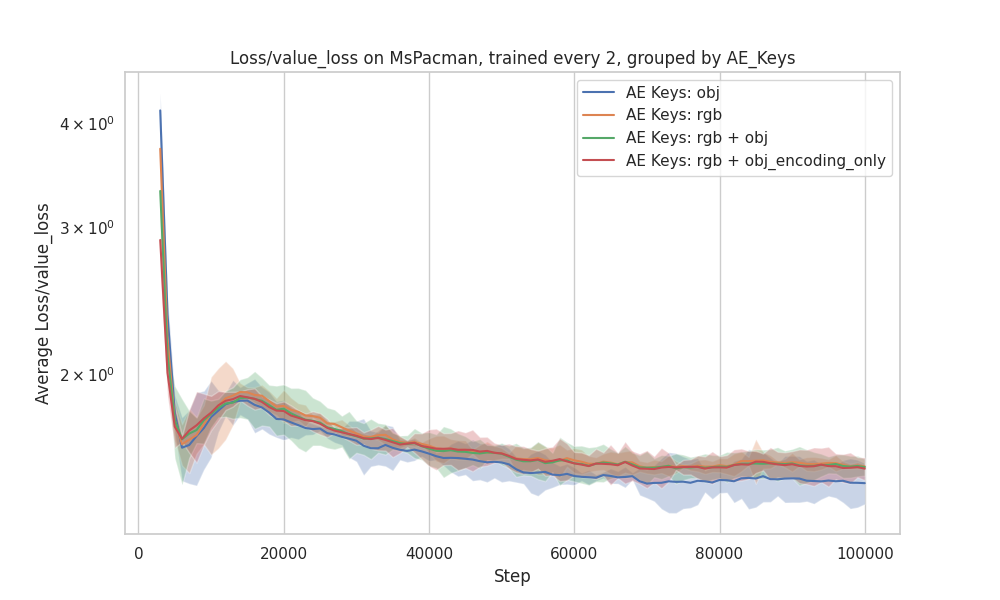 Loss/value_loss on MsPacman, trained every 2, grouped by AE_Keys
AE Keys: obj
AE Keys: rgb
AE Keys: rgb + obj
AE Keys: rgb + obj_encoding_only
4 × 10⁰
3 × 10⁰
2 × 10⁰
Average Loss/value_loss
0 20000 40000 60000 80000 100000
Step